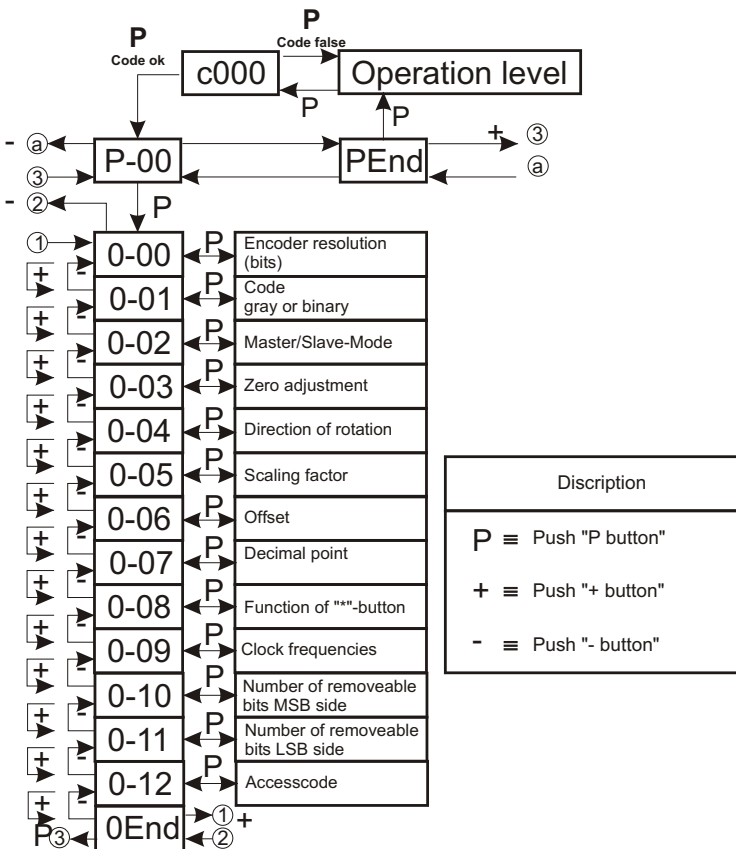 P
P Code false
Code ok c000 Operation level
P P
- ⓐ P-00 PEnd + ③
③ ⓐ
- ② P
① 0-00 P Encoder resolution
(bits)
+ - 0-01 P Code
gray or binary
+ - 0-02 P Master/Slave-Mode
+ - 0-03 P Zero adjustment
+ - 0-04 P Direction of rotation
+ - 0-05 P Scaling factor
+ - 0-06 P Offset
+ - 0-07 P Decimal point
+ - 0-08 P Function of "*"-button
+ - 0-09 P Clock frequencies
+ - 0-10 P Number of removeable
bits MSB side
+ - 0-11 P Number of removeable
bits LSB side
+ - 0-12 P Accesscode
+ - 0End ① +
P ③ ②
Discription
P ≡ Push "P button"
+ ≡ Push "+ button"
- ≡ Push "- button"